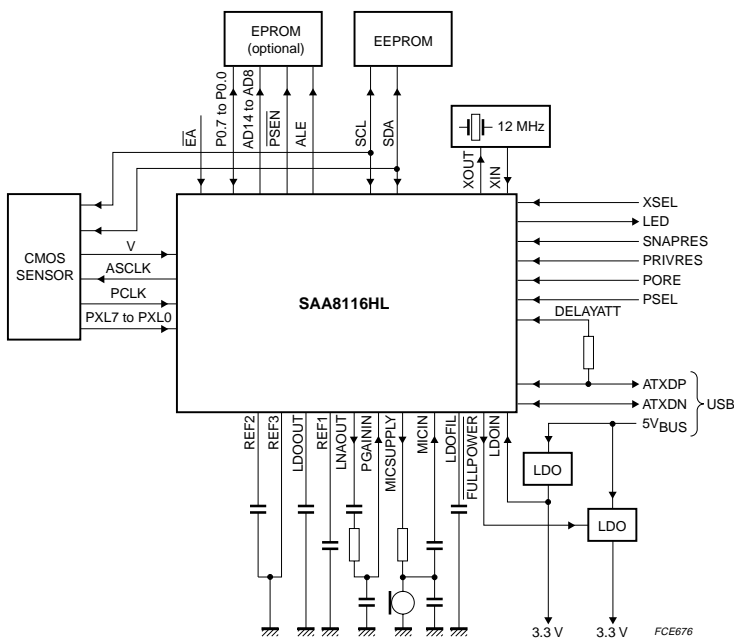 EPROM
(optional)
EEPROM
EA
P0.7 to P0.0
AD14 to AD8
PSEN
ALE
SCL
SDA
12 MHz
XOUT
XIN
CMOS
SENSOR
V
ASCLK
PCLK
PXL7 to PXL0
SAA8116HL
XSEL
LED
SNAPRES
PRIVRES
PORE
PSEL
DELAYATT
ATXDP
ATXDN
USB
5VBUS
REF2
REF3
LDOOUT
REF1
LNAOUT
PGAININ
MICSUPPLY
MICIN
LDOFIL
FULLPOWER
LDOIN
LDO
LDO
3.3 V
3.3 V
FCE676